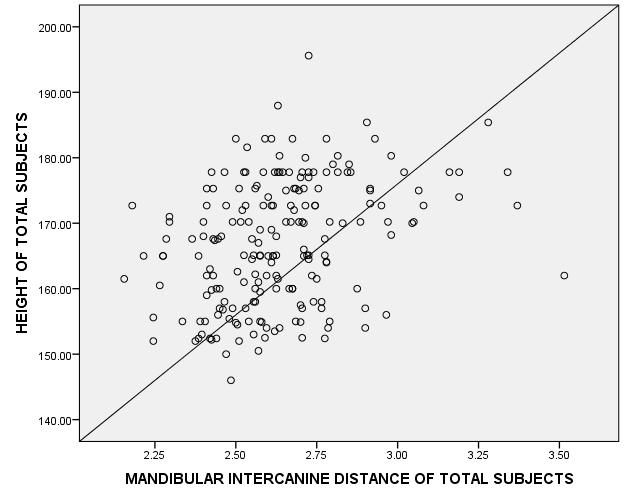 200.00
190.00
180.00
170.00
160.00
150.00
140.00
HEIGHT OF TOTAL SUBJECTS
2.25 2.50 2.75 3.00 3.25 3.50
MANDIBULAR INTERCANINE DISTANCE OF TOTAL SUBJECTS